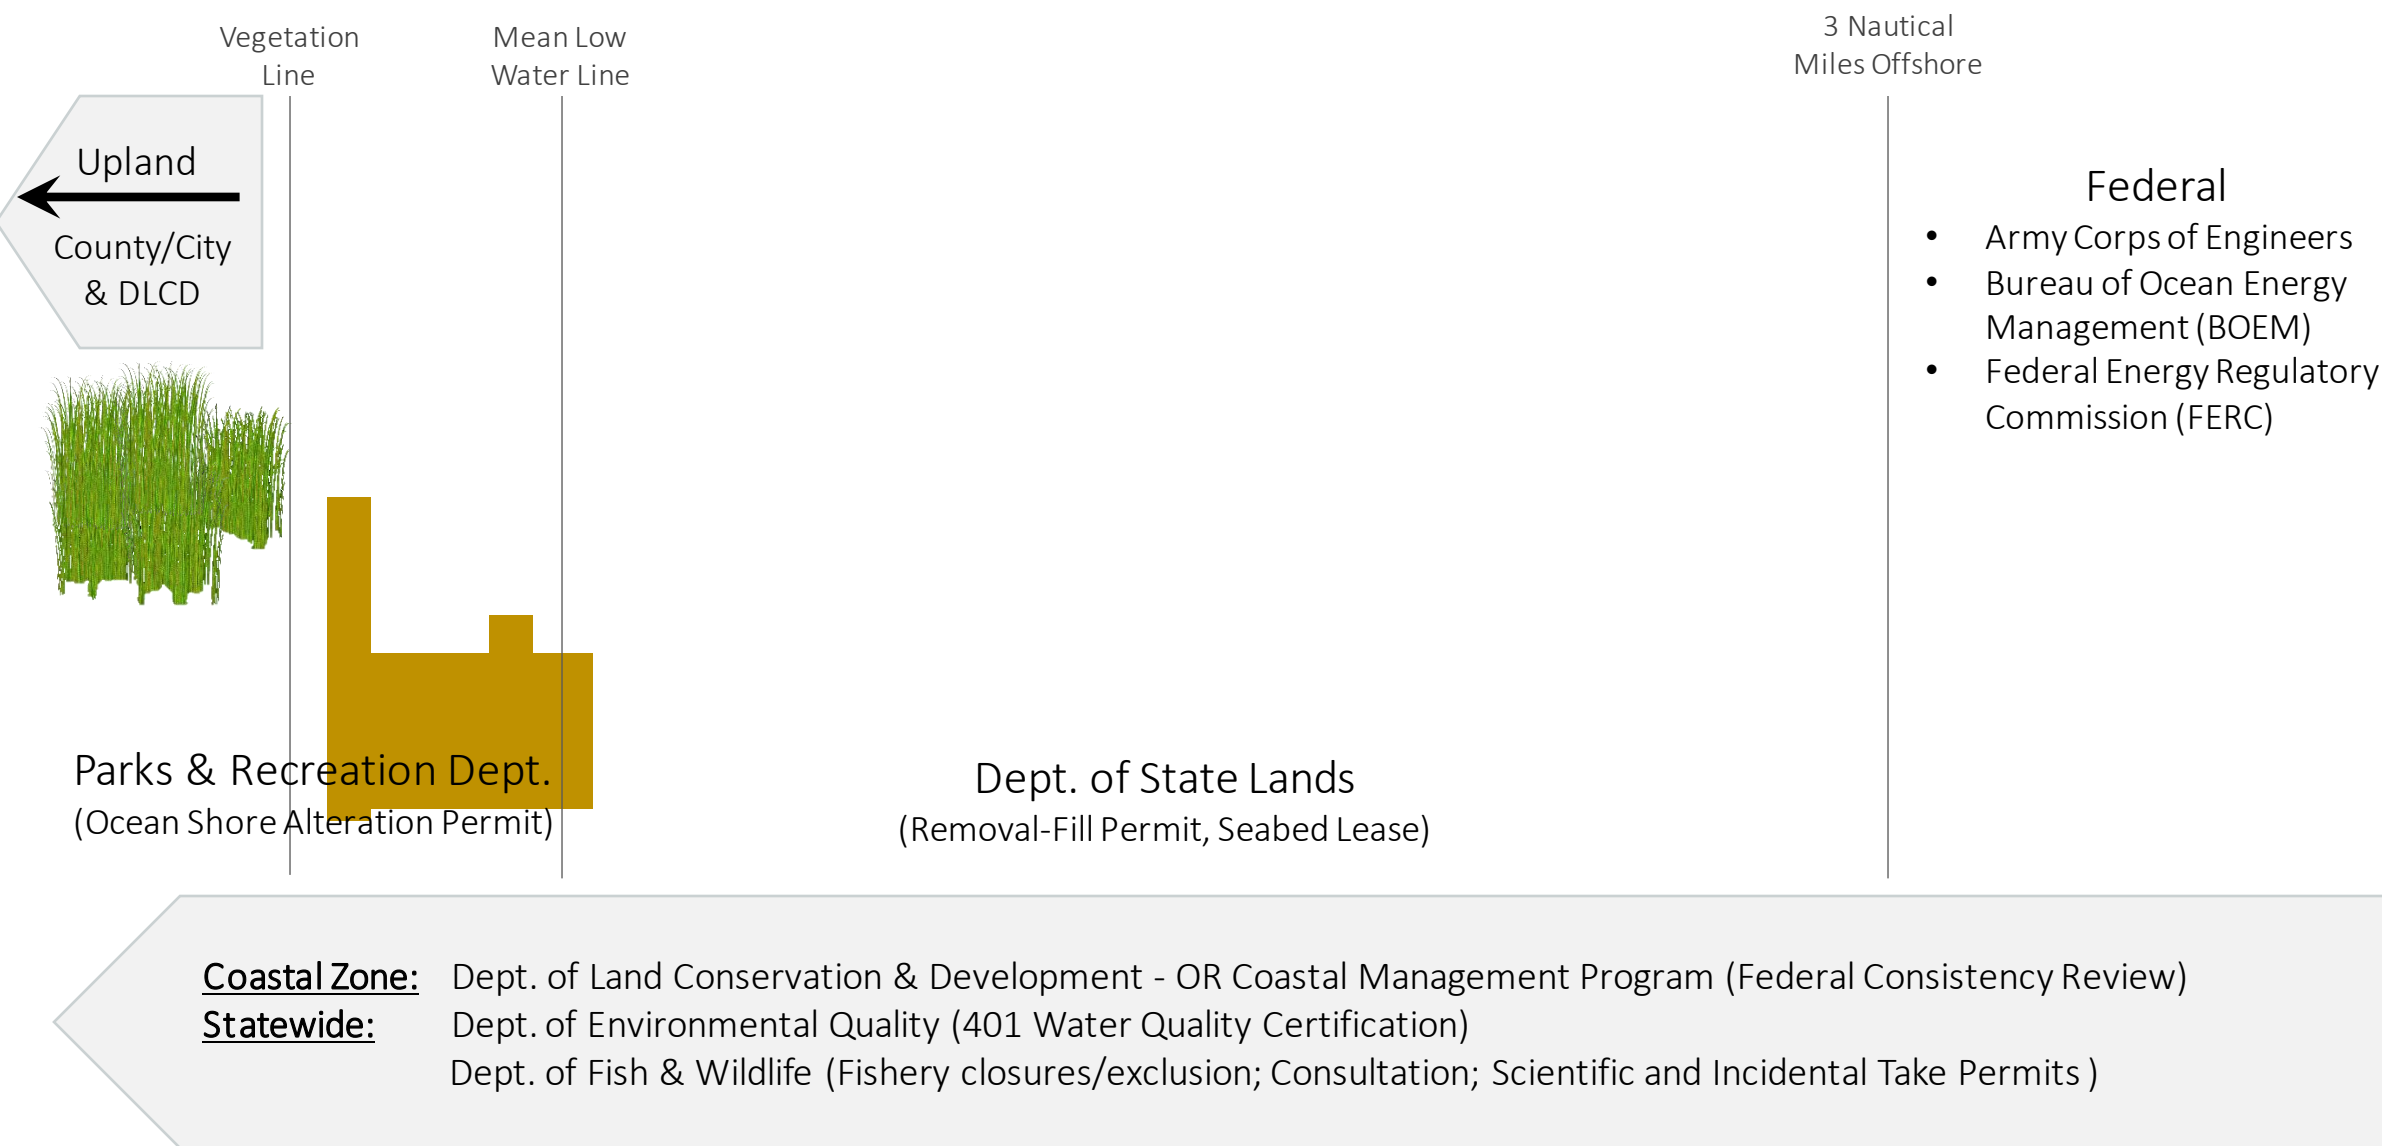 Vegetation
Line
Mean Low
Water Line
3 Nautical
Miles Offshore
Upland
County/City
& DLCD
Federal
• Army Corps of Engineers
• Bureau of Ocean Energy
Management (BOEM)
• Federal Energy Regulatory
Commission (FERC)
Parks & Recreation Dept.
(Ocean Shore Alteration Permit)
Dept. of State Lands
(Removal-Fill Permit, Seabed Lease)
Coastal Zone: Dept. of Land Conservation & Development - OR Coastal Management Program (Federal Consistency Review)
Statewide: Dept. of Environmental Quality (401 Water Quality Certification)
Dept. of Fish & Wildlife (Fishery closures/exclusion; Consultation; Scientific and Incidental Take Permits )